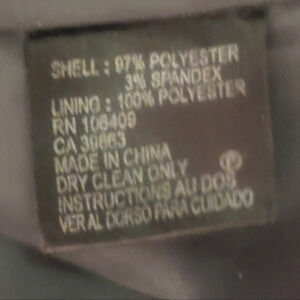 SHELL : 97% POLYESTER
3% SPANDEX
LINING : 100% POLYESTER
RN 106409
CA 39863
MADE IN CHINA
DRY CLEAN ONLY Ⓟ
INSTRUCTIONS AU DOS
VER AL DORSO PARA CUIDADO